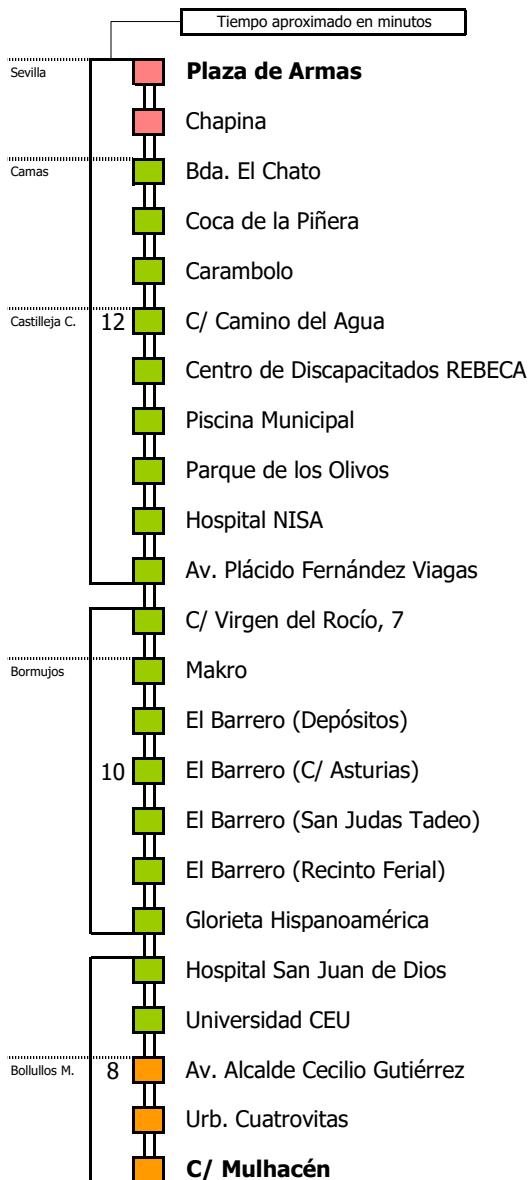 Tiempo aproximado en minutos
Sevilla
Plaza de Armas
Chapina
Camas
Bda. El Chato
Coca de la Piñera
Carambolo
Castilleja C.
12
C/ Camino del Agua
Centro de Discapacitados REBECA
Piscina Municipal
Parque de los Olivos
Hospital NISA
Av. Plácido Fernández Viagas
C/ Virgen del Rocío, 7
Bormujos
Makro
El Barrero (Depósitos)
10
El Barrero (C/ Asturias)
El Barrero (San Judas Tadeo)
El Barrero (Recinto Ferial)
Glorieta Hispanoamérica
Hospital San Juan de Dios
Universidad CEU
Bollullos M.
8
Av. Alcalde Cecilio Gutiérrez
Urb. Cuatrovitas
C/ Mulhacén